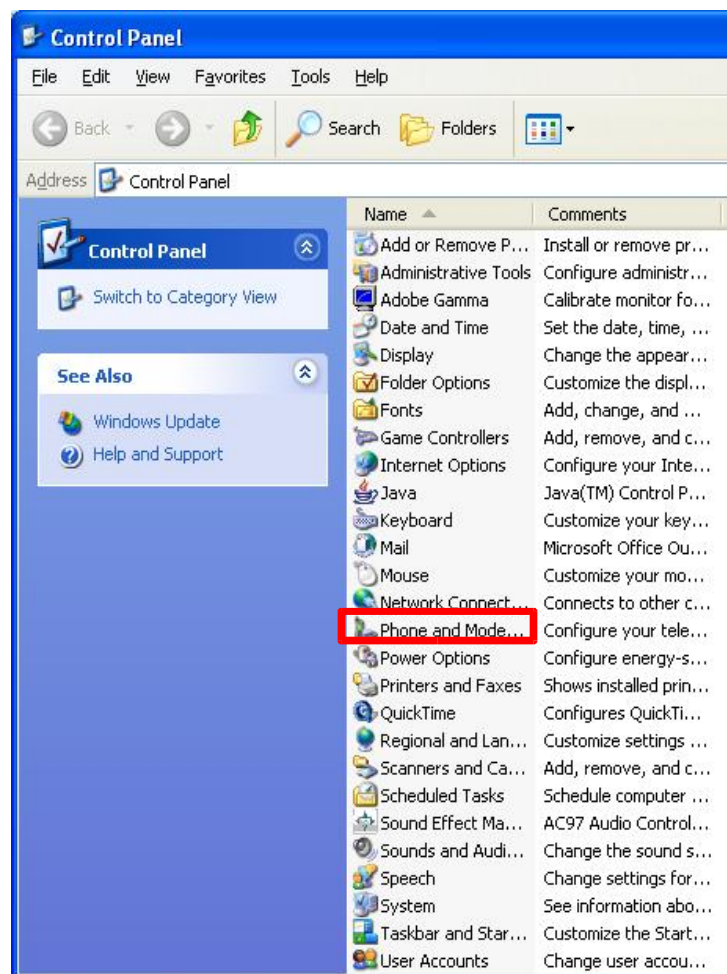 Control Panel
File Edit View Favorites Tools Help
Back Search Folders
Address Control Panel
Control Panel
Switch to Category View
See Also
Windows Update
Help and Support
Name Comments
Add or Remove P... Install or remove pr...
Administrative Tools Configure administr...
Adobe Gamma Calibrate monitor fo...
Date and Time Set the date, time, ...
Display Change the appear...
Folder Options Customize the displ...
Fonts Add, change, and ...
Game Controllers Add, remove, and c...
Internet Options Configure your Inte...
Java Java(TM) Control P...
Keyboard Customize your key...
Mail Microsoft Office Ou...
Mouse Customize your mo...
Network Connect... Connects to other c...
Phone and Mode... Configure your tele...
Power Options Configure energy-s...
Printers and Faxes Shows installed prin...
QuickTime Configures QuickTi...
Regional and Lan... Customize settings ...
Scanners and Ca... Add, remove, and c...
Scheduled Tasks Schedule computer ...
Sound Effect Ma... AC97 Audio Control...
Sounds and Audi... Change the sound s...
Speech Change settings for...
System See information abo...
Taskbar and Star... Customize the Start...
User Accounts Change user accou...